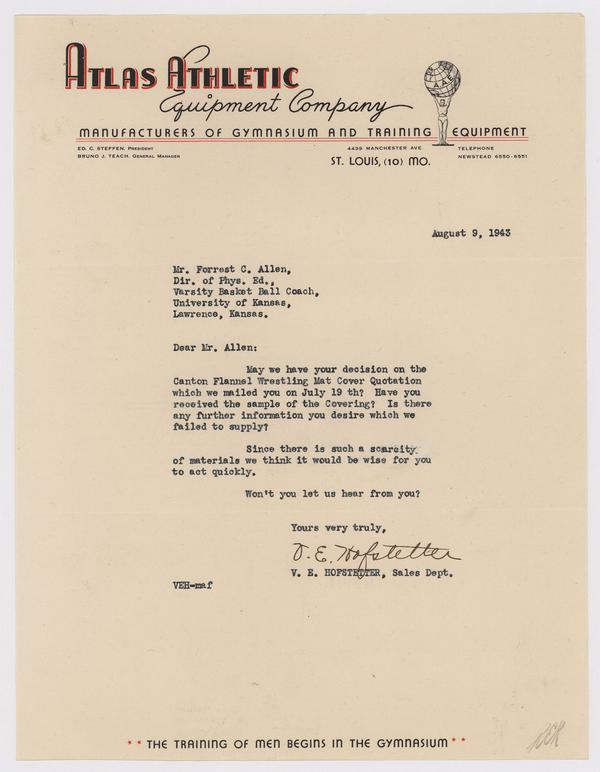 ATLAS ATHLETIC
Equipment Company
MANUFACTURERS OF GYMNASIUM AND TRAINING EQUIPMENT
ED. C. STEFFEN, PRESIDENT
BRUNO J. TEACH, GENERAL MANAGER
4439 MANCHESTER AVE.
ST. LOUIS, (10) MO.
TELEPHONE
NEWSTEAD 6550-6551
August 9, 1943
Mr. Forrest C. Allen,
Dir. of Phys. Ed.,
Varsity Basket Ball Coach,
University of Kansas,
Lawrence, Kansas.
Dear Mr. Allen:
May we have your decision on the
Canton Flannel Wrestling Mat Cover Quotation
which we mailed you on July 19 th? Have you
received the sample of the Covering? Is there
any further information you desire which we
failed to supply?
Since there is such a scarcity
of materials we think it would be wise for you
to act quickly.
Won't you let us hear from you?
Yours very truly,
V. E. Hofstetter
V. E. HOFSTETTER, Sales Dept.
VEH-maf
** THE TRAINING OF MEN BEGINS IN THE GYMNASIUM **